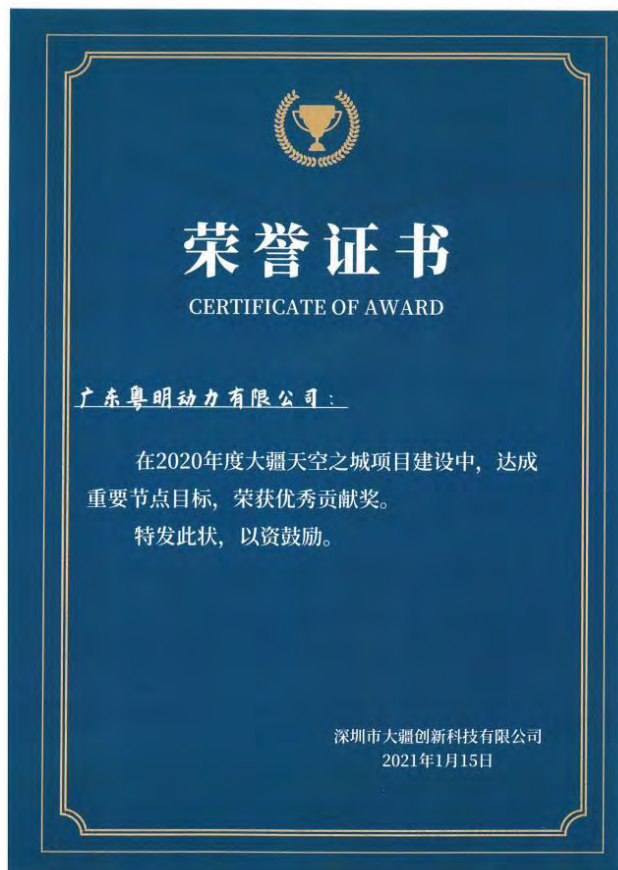 荣誉证书
CERTIFICATE OF AWARD
广东粤明动力有限公司：
在2020年度大疆天空之城项目建设中，达成
重要节点目标，荣获优秀贡献奖。
特发此状，以资鼓励。
深圳市大疆创新科技有限公司
2021年1月15日